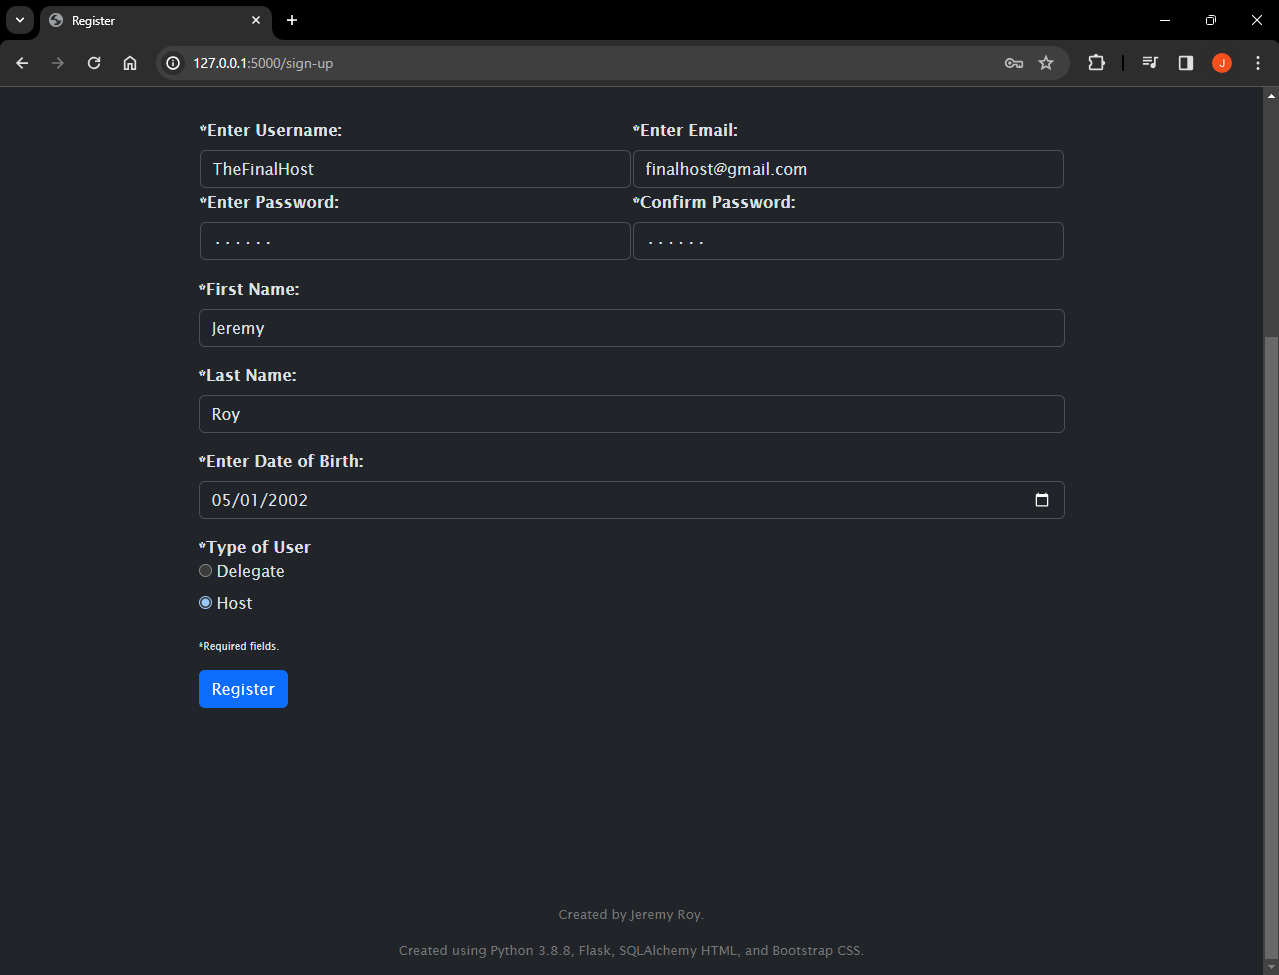 Register
127.0.0.1:5000/sign-up
J
*Enter Username: *Enter Email:
TheFinalHost finalhost@gmail.com
*Enter Password: *Confirm Password:
*First Name:
Jeremy
*Last Name:
Roy
*Enter Date of Birth:
05/01/2002
*Type of User
Delegate
Host
*Required fields.
Register
Created by Jeremy Roy.
Created using Python 3.8.8, Flask, SQLAlchemy HTML, and Bootstrap CSS.